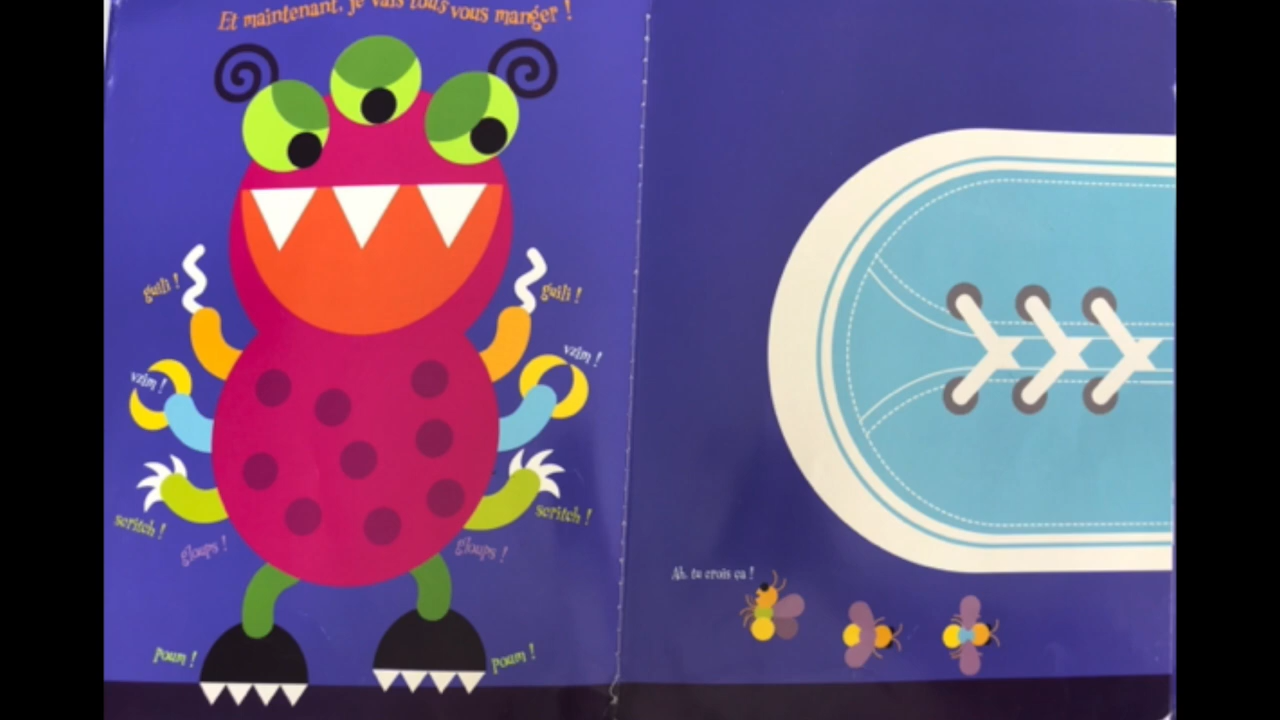 Et maintenant, je vais tous vous manger !
guili !
guili !
vzim !
vzim !
scritch !
scritch !
gloups !
gloups !
poum !
poum !
Ah, tu crois ça !